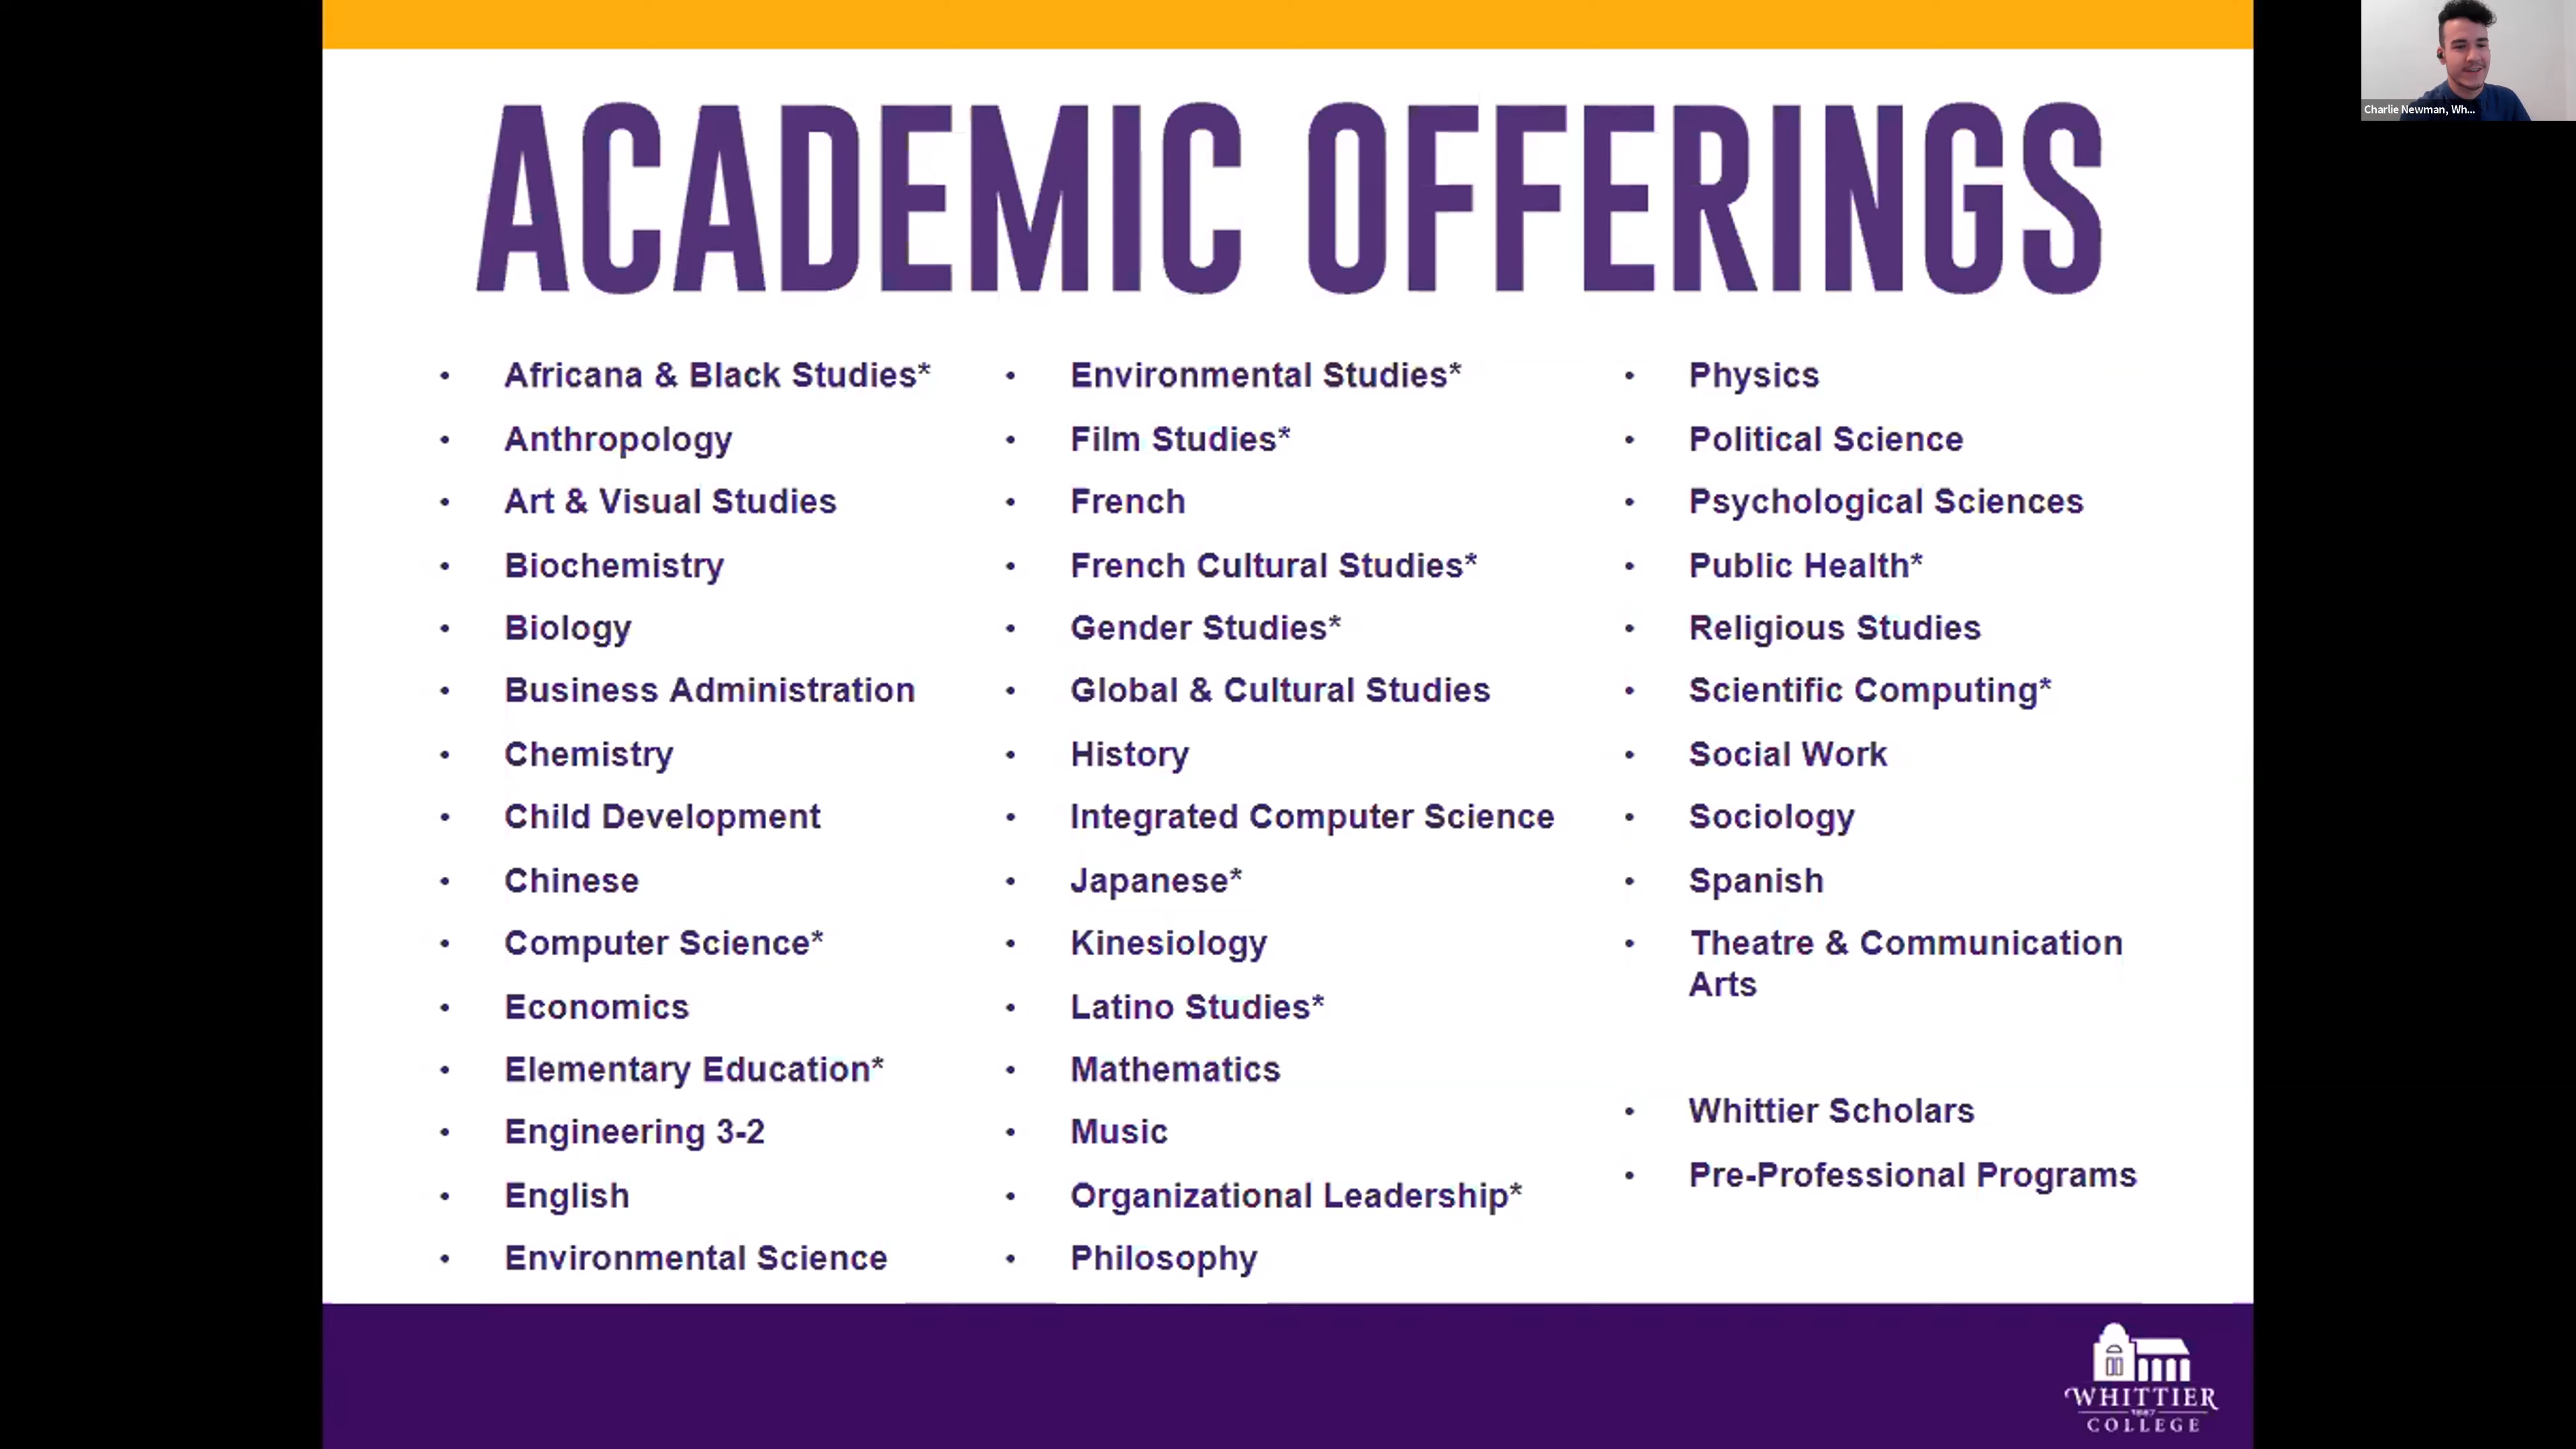 ACADEMIC OFFERINGS
Africana & Black Studies*
Anthropology
Art & Visual Studies
Biochemistry
Biology
Business Administration
Chemistry
Child Development
Chinese
Computer Science*
Economics
Elementary Education*
Engineering 3-2
English
Environmental Science
Environmental Studies*
Film Studies*
French
French Cultural Studies*
Gender Studies*
Global & Cultural Studies
History
Integrated Computer Science
Japanese*
Kinesiology
Latino Studies*
Mathematics
Music
Organizational Leadership*
Philosophy
Physics
Political Science
Psychological Sciences
Public Health*
Religious Studies
Scientific Computing*
Social Work
Sociology
Spanish
Theatre & Communication
Arts
Whittier Scholars
Pre-Professional Programs
Charlie Newman, Wh...
WHITTIER
1887
COLLEGE